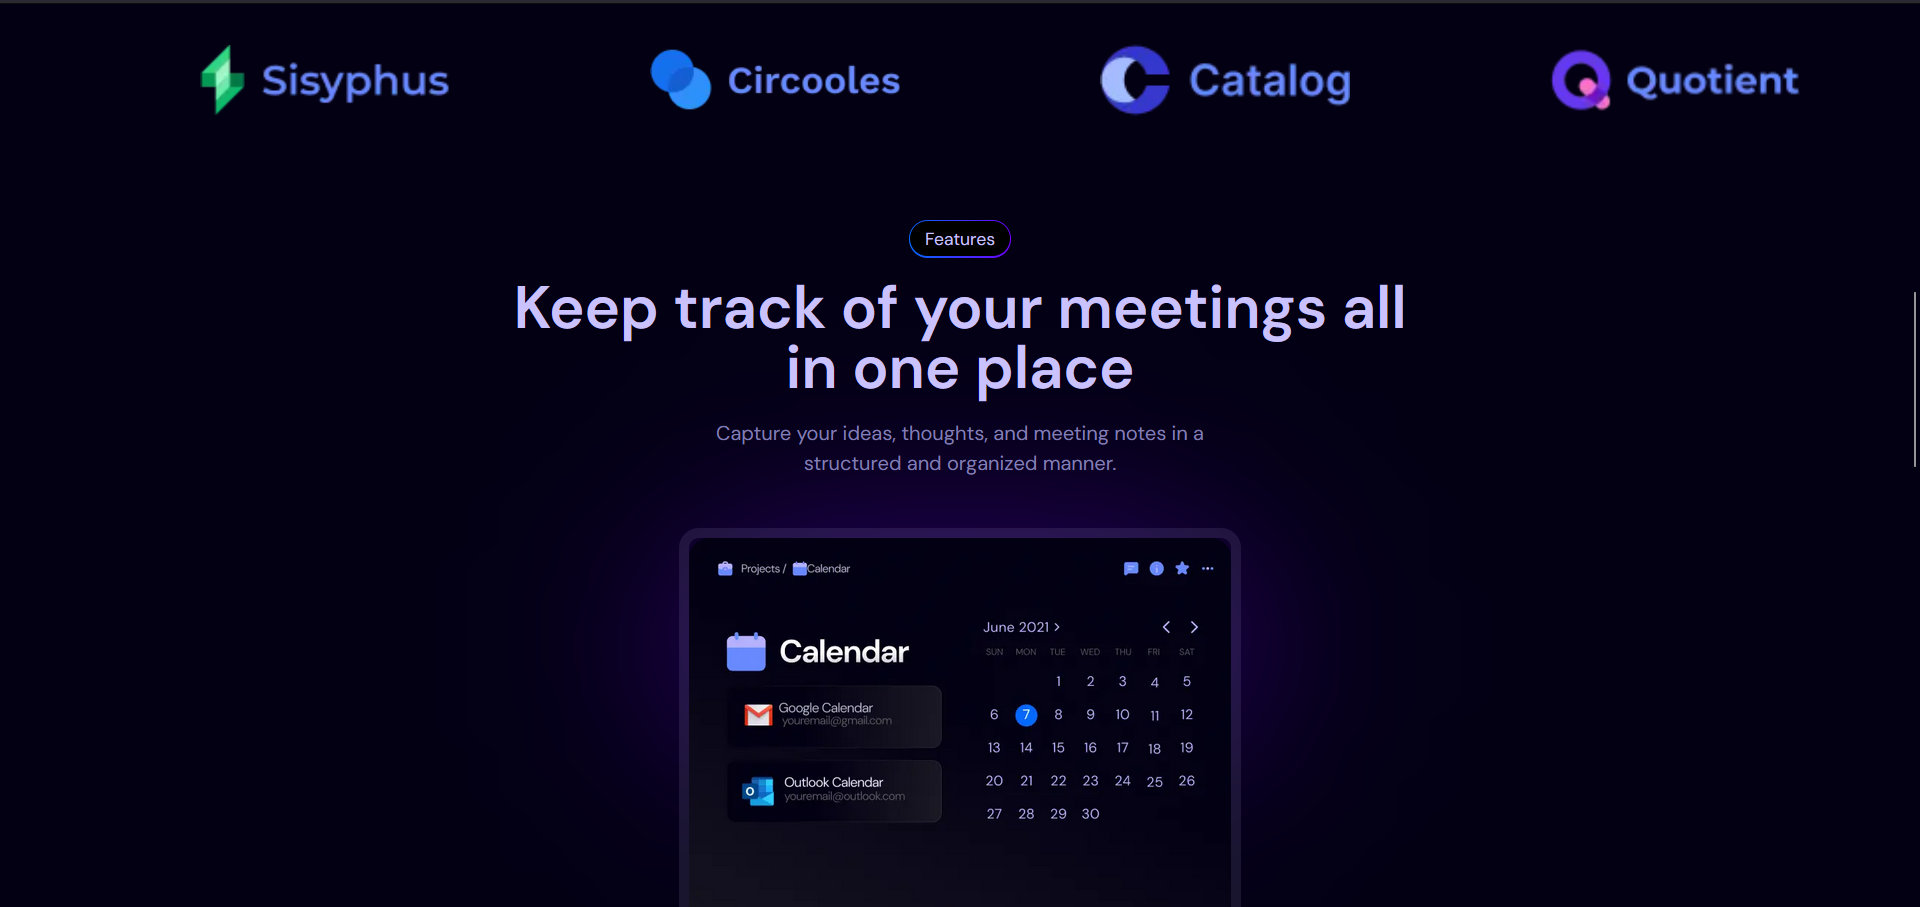 Sisyphus Circooles Catalog Quotient
Features
Keep track of your meetings all
in one place
Capture your ideas, thoughts, and meeting notes in a
structured and organized manner.
Projects / Calendar
Calendar
Google Calendar
youremail@gmail.com
Outlook Calendar
youremail@outlook.com
June 2021
SUN MON TUE WED THU FRI SAT
1 2 3 4 5
6 7 8 9 10 11 12
13 14 15 16 17 18 19
20 21 22 23 24 25 26
27 28 29 30